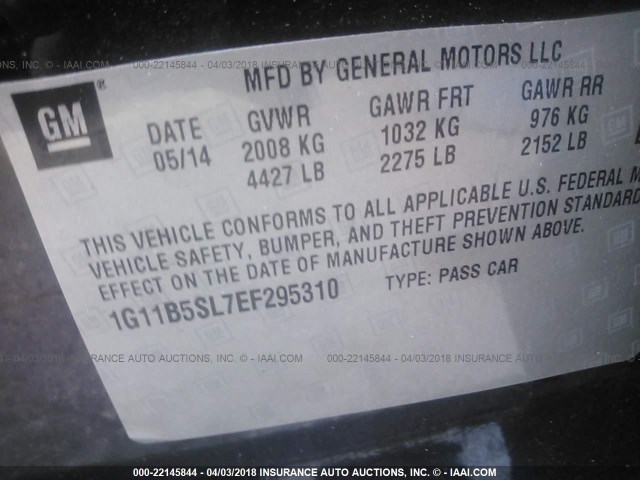 MFD BY GENERAL MOTORS LLC
GM®
DATE GVWR GAWR FRT GAWR RR
05/14 2008 KG 1032 KG 976 KG
4427 LB 2275 LB 2152 LB
THIS VEHICLE CONFORMS TO ALL APPLICABLE U.S. FEDERAL M
VEHICLE SAFETY, BUMPER, AND THEFT PREVENTION STANDARD
EFFECT ON THE DATE OF MANUFACTURE SHOWN ABOVE.
1G11B5SL7EF295310 TYPE: PASS CAR
000-22145844 - 04/03/2018 INSURANCE AUTO AUCTIONS, INC. - IAAI.COM